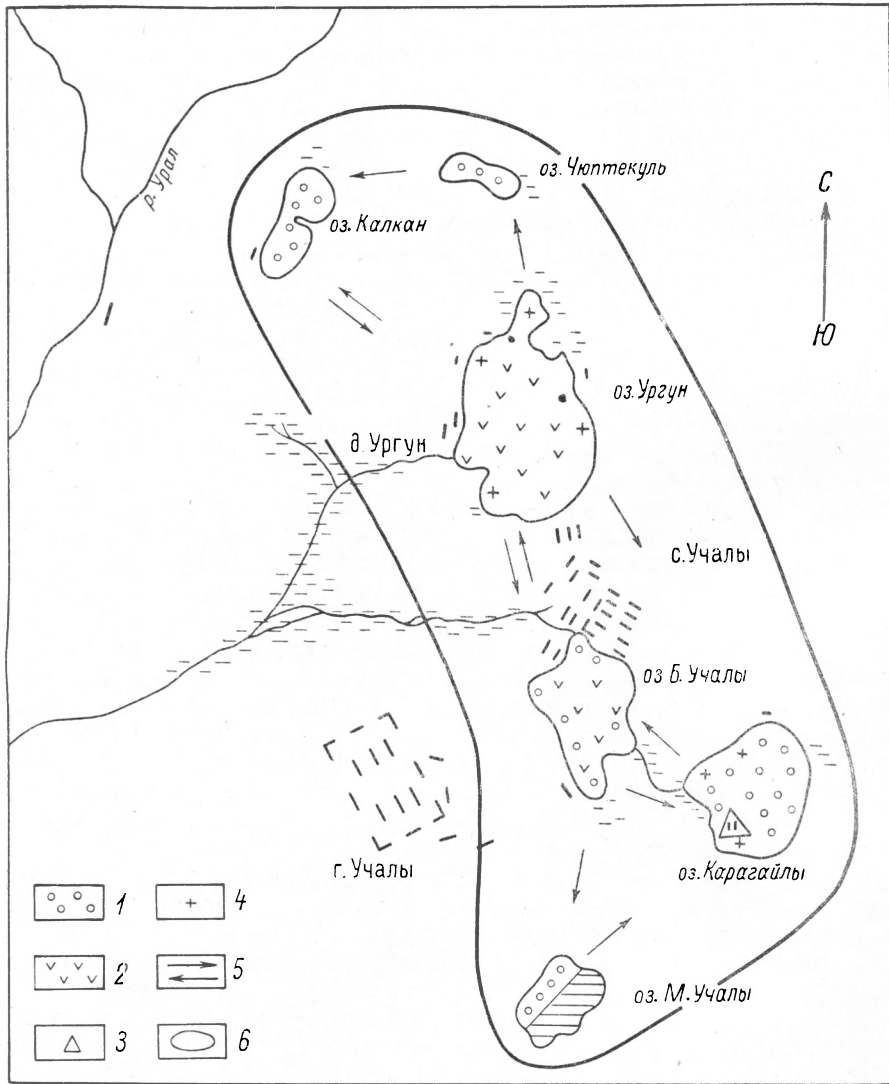 оз. Чюптекуль
р. Урал
С
оз. Калкан
Ю
оз. Ургун
д. Ургун
с. Учалы
оз Б. Учалы
г. Учалы
оз. Карагайлы
оз. М. Учалы
1
4
2
5
3
6